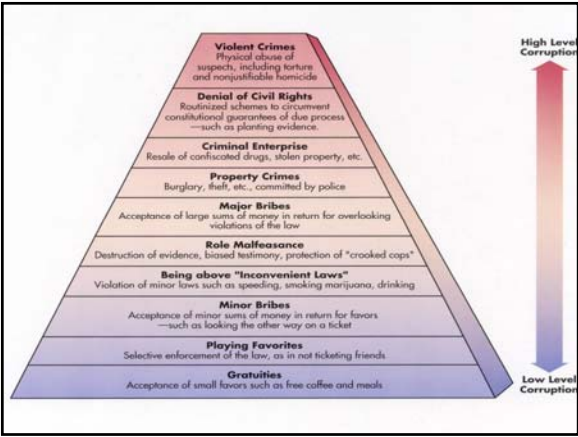 Violent Crimes
Physical abuse of
suspects, including torture
and nonjustifiable homicide
Denial of Civil Rights
Routinized schemes to circumvent
constitutional guarantees of due process
—such as planting evidence.
Criminal Enterprise
Resale of confiscated drugs, stolen property, etc.
Property Crimes
Burglary, theft, etc., committed by police
Major Bribes
Acceptance of large sums of money in return for overlooking
violations of the law
Role Malfeasance
Destruction of evidence, biased testimony, protection of "crooked cops"
Being above "Inconvenient Laws"
Violation of minor laws such as speeding, smoking marijuana, drinking
Minor Bribes
Acceptance of minor sums of money in return for favors
—such as looking the other way on a ticket
Playing Favorites
Selective enforcement of the law, as in not ticketing friends
Gratuities
Acceptance of small favors such as free coffee and meals
High Level
Corruption
Low Level
Corruption